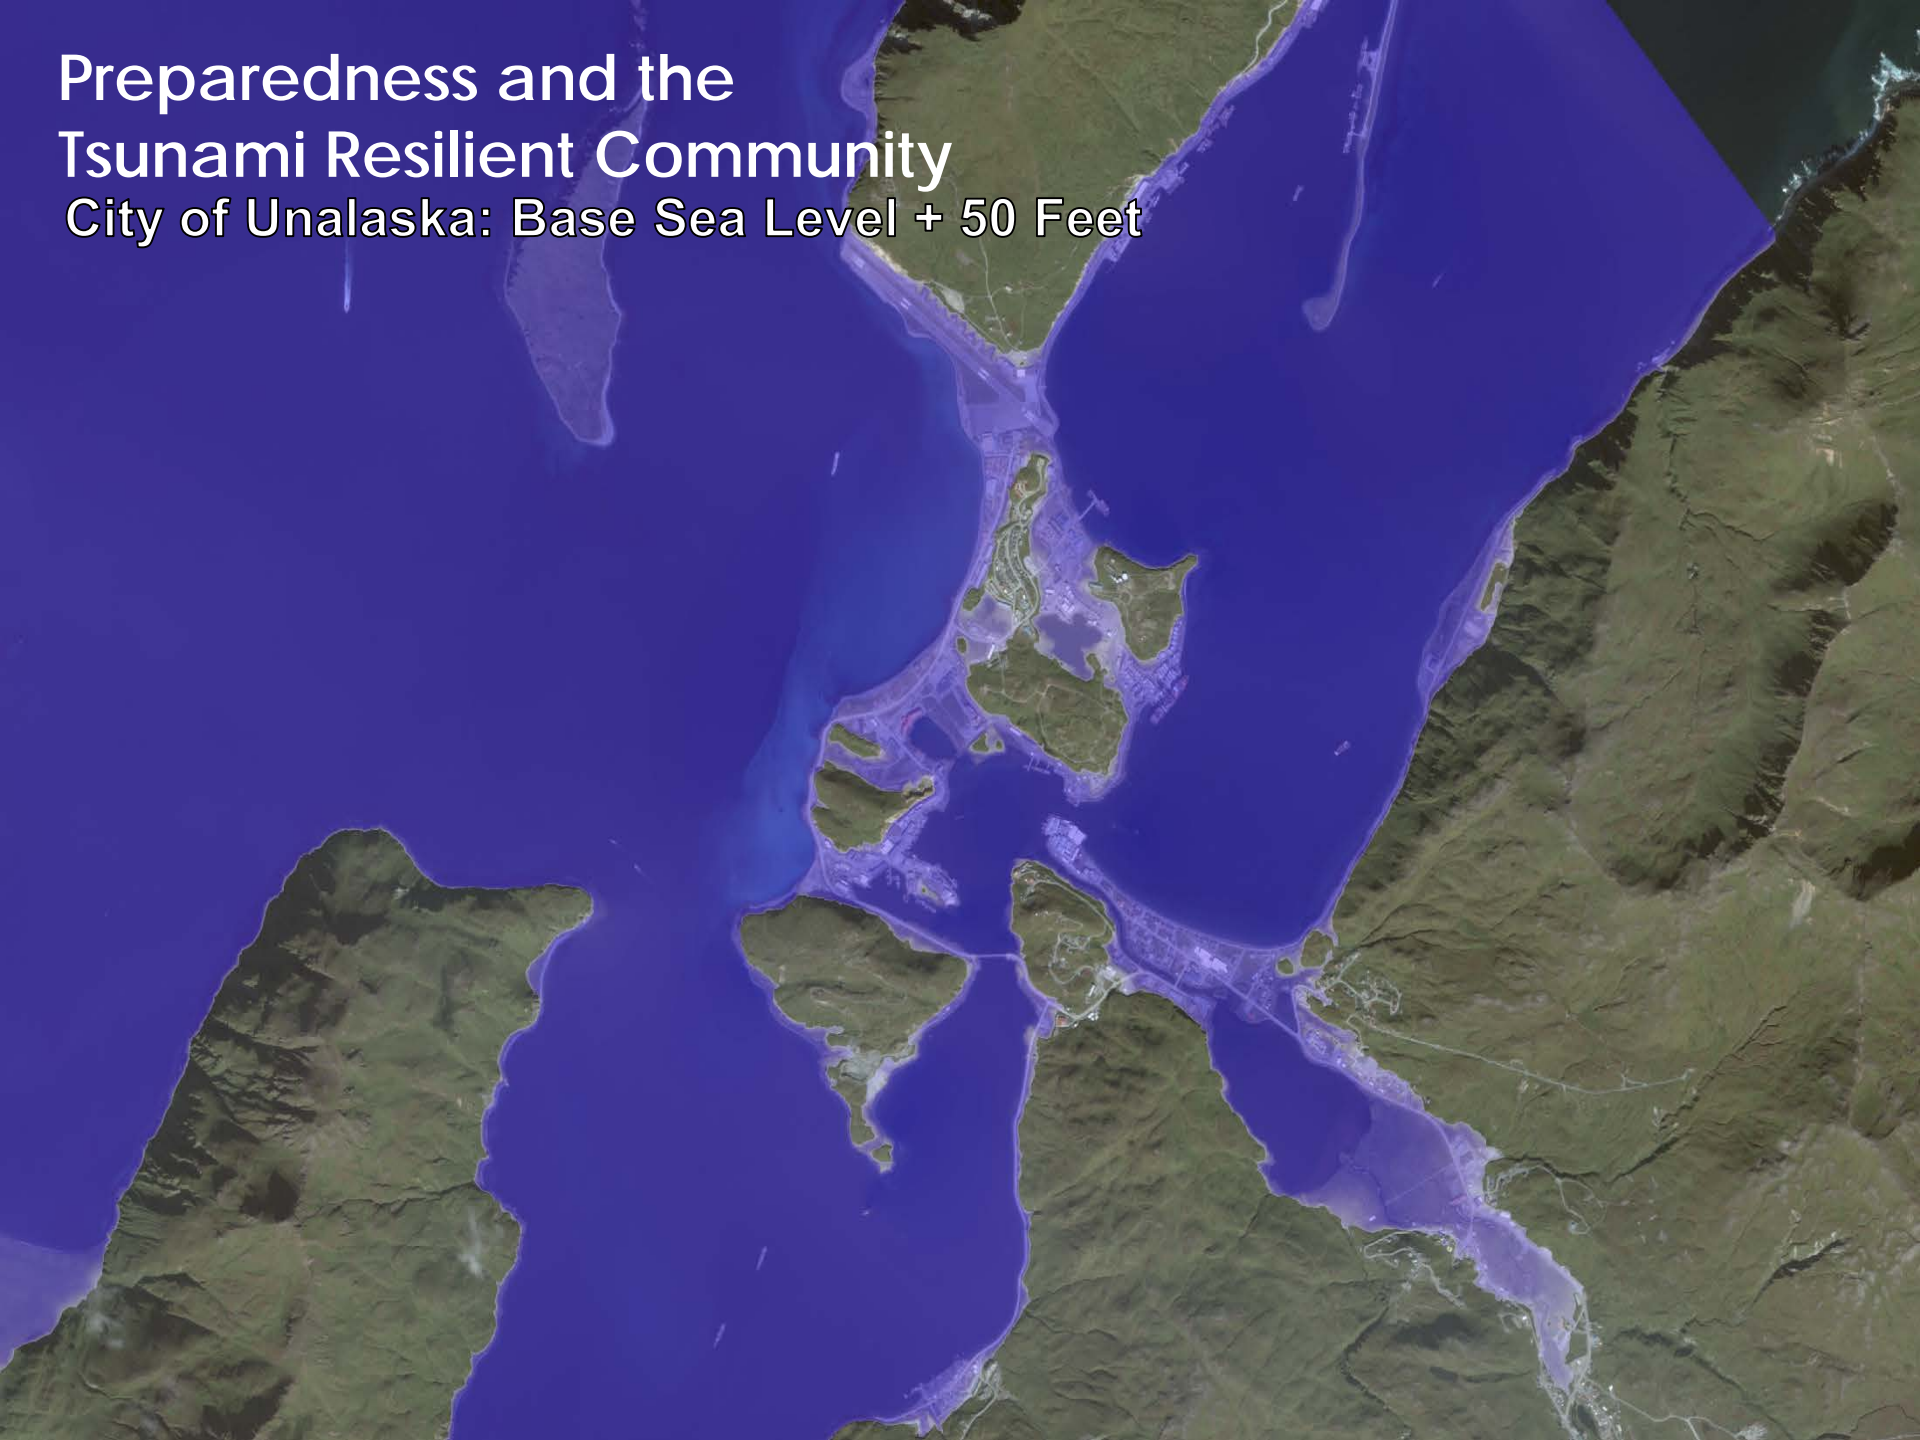 Preparedness and the
Tsunami Resilient Community
City of Unalaska: Base Sea Level + 50 Feet